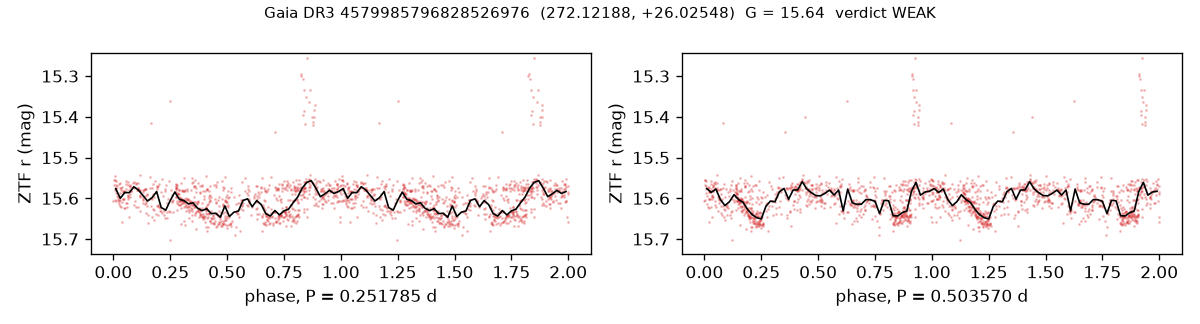 Gaia DR3 4579985796828526976 (272.12188, +26.02548) G = 15.64 verdict WEAK
ZTF r (mag)
15.3
15.4
15.5
15.6
15.7
0.00 0.25 0.50 0.75 1.00 1.25 1.50 1.75 2.00
phase, P = 0.251785 d
ZTF r (mag)
15.3
15.4
15.5
15.6
15.7
0.00 0.25 0.50 0.75 1.00 1.25 1.50 1.75 2.00
phase, P = 0.503570 d